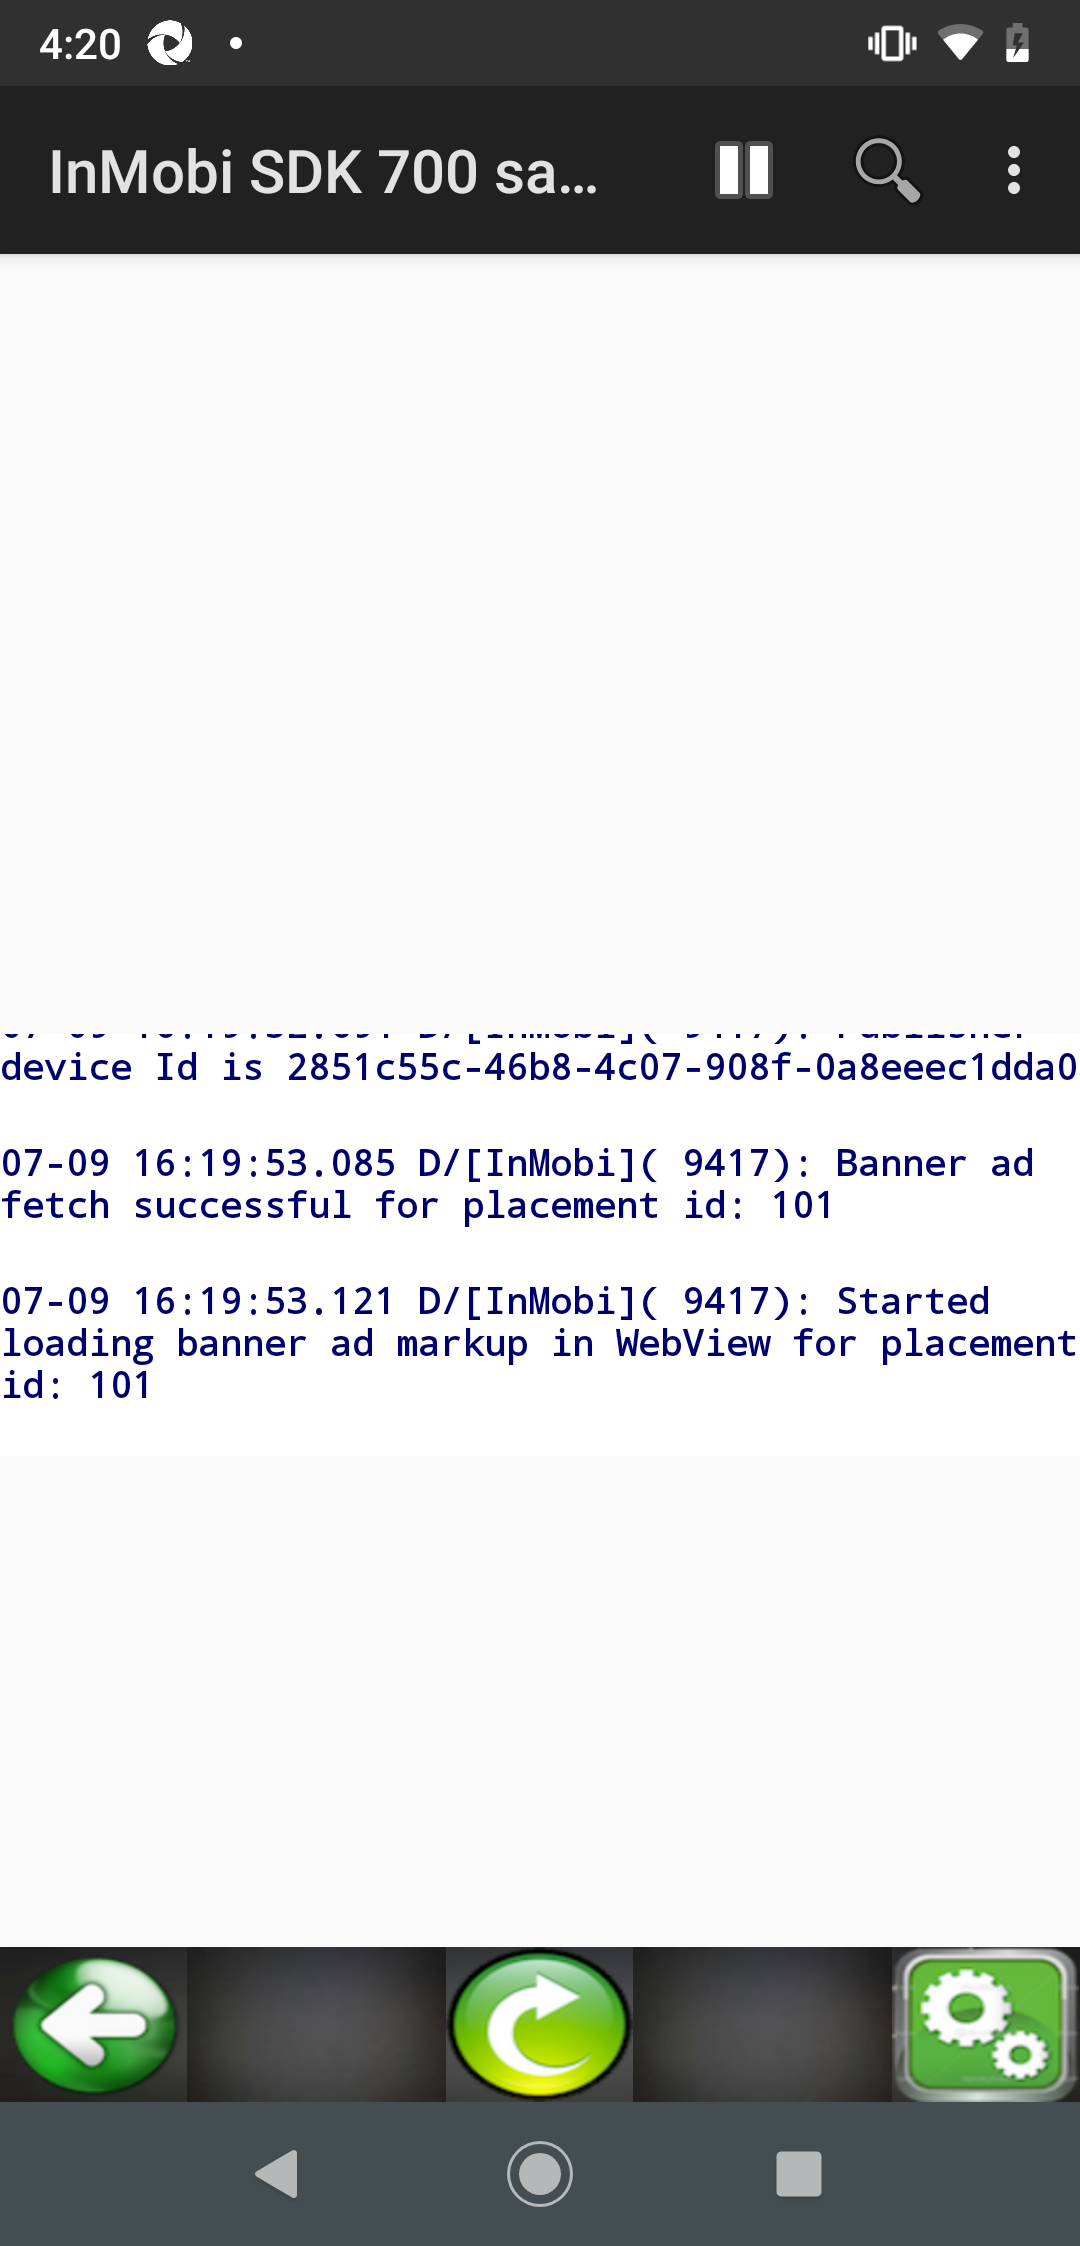 4:20
InMobi SDK 700 sa...
device Id is 2851c55c-46b8-4c07-908f-0a8eeec1dda0
07-09 16:19:53.085 D/[InMobi]( 9417): Banner ad
fetch successful for placement id: 101
07-09 16:19:53.121 D/[InMobi]( 9417): Started
loading banner ad markup in WebView for placement
id: 101